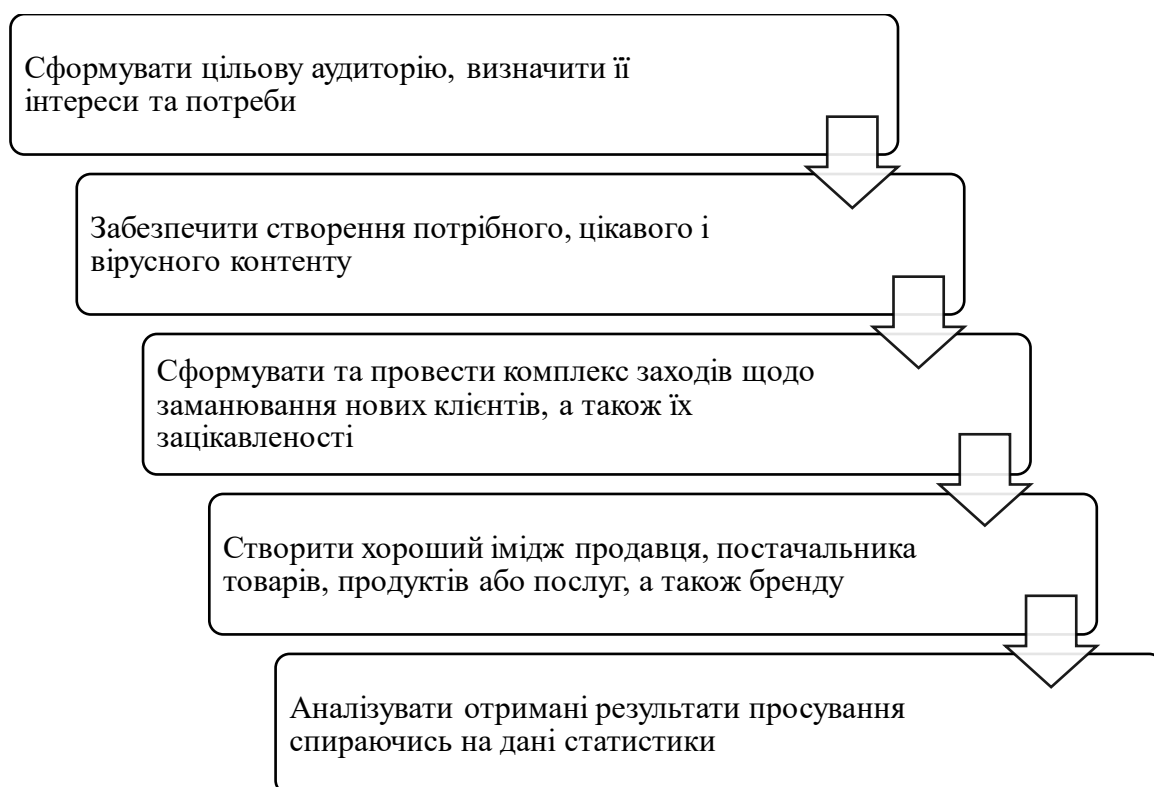 Сформувати цільову аудиторію, визначити її
інтереси та потреби
Забезпечити створення потрібного, цікавого і
вірусного контенту
Сформувати та провести комплекс заходів щодо
заманювання нових клієнтів, а також їх
зацікавленості
Створити хороший імідж продавця, постачальника
товарів, продуктів або послуг, а також бренду
Аналізувати отримані результати просування
спираючись на дані статистики